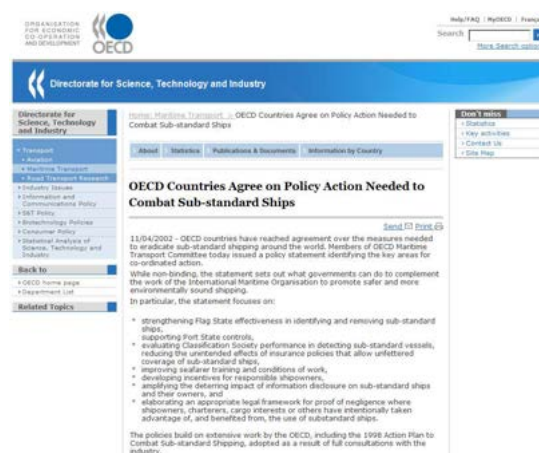 ORGANISATION
FOR ECONOMIC
CO-OPERATION
AND DEVELOPMENT
OECD
Help/FAQ | MyOECD | França
Search
More Search option
Directorate for Science, Technology and Industry
Directorate for
Science, Technology
and Industry
Transport
Aviation
Maritime Transport
Road Transport Research
Industry Issues
Information and
Communications Policy
S&T Policy
Biotechnology Policies
Consumer Policy
Statistical Analysis of
Science, Technology and
Industry
Back to
OECD home page
Department List
Related Topics
Home: Maritime Transport > OECD Countries Agree on Policy Action Needed to
Combat Sub-standard Ships
About Statistics Publications & Documents Information by Country
OECD Countries Agree on Policy Action Needed to
Combat Sub-standard Ships
Send Print
11/04/2002 - OECD countries have reached agreement over the measures needed
to eradicate sub-standard shipping around the world. Members of OECD Maritime
Transport Committee today issued a policy statement identifying the key areas for
co-ordinated action.
While non-binding, the statement sets out what governments can do to complement
the work of the International Maritime Organisation to promote safer and more
environmentally sound shipping.
In particular, the statement focuses on:
* strengthening Flag State effectiveness in identifying and removing sub-standard
ships,
supporting Port State controls,
* evaluating Classification Society performance in detecting sub-standard vessels,
reducing the unintended effects of insurance policies that allow unfettered
coverage of sub-standard ships,
* improving seafarer training and conditions of work,
* developing incentives for responsible shipowners,
* amplifying the deterring impact of information disclosure on sub-standard ships
and their owners, and
* elaborating an appropriate legal framework for proof of negligence where
shipowners, charterers, cargo interests or others have intentionally taken
advantage of, and benefited from, the use of substandard ships.
The policies build on extensive work by the OECD, including the 1998 Action Plan to
Combat Sub-standard Shipping, adopted as a result of full consultations with the
industry.
Don't miss
Statistics
Key activities
Contact Us
Site Map